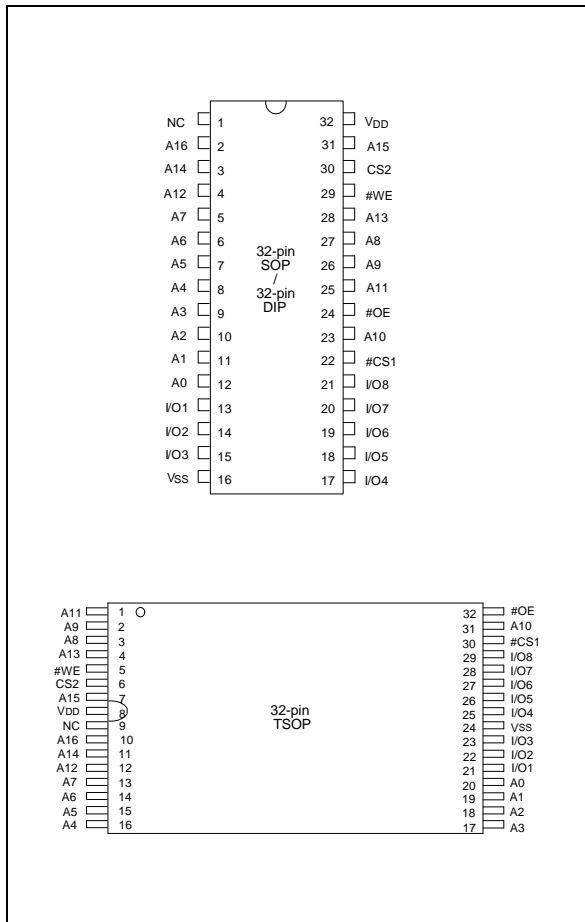 NC 1 32 VDD
A16 2 31 A15
A14 3 30 CS2
A12 4 29 #WE
A7 5 28 A13
A6 6 27 A8
A5 7 26 A9
A4 8 25 A11
A3 9 24 #OE
A2 10 23 A10
A1 11 22 #CS1
A0 12 21 I/O8
I/O1 13 20 I/O7
I/O2 14 19 I/O6
I/O3 15 18 I/O5
VSS 16 17 I/O4
32-pin
SOP
/
32-pin
DIP
A11 1 32 #OE
A9 2 31 A10
A8 3 30 #CS1
A13 4 29 I/O8
#WE 5 28 I/O7
CS2 6 27 I/O6
A15 7 26 I/O5
VDD 8 25 I/O4
NC 9 24 VSS
A16 10 23 I/O3
A14 11 22 I/O2
A12 12 21 I/O1
A7 13 20 A0
A6 14 19 A1
A5 15 18 A2
A4 16 17 A3
32-pin
TSOP